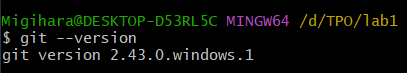 Migihara@DESKTOP-D53RL5C MINGW64 /d/TPO/lab1
$ git --version
git version 2.43.0.windows.1